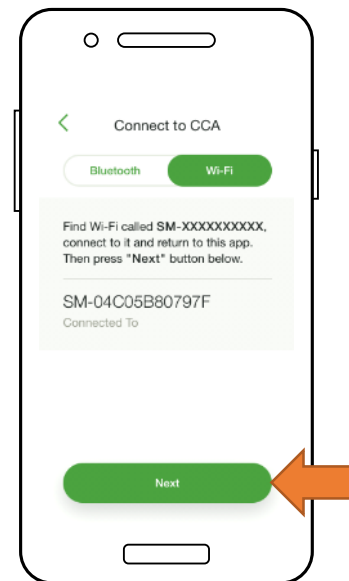 Connect to CCA
Bluetooth Wi-Fi
Find Wi-Fi called SM-XXXXXXXXXX,
connect to it and return to this app.
Then press "Next" button below.
SM-04C05B80797F
Connected To
Next